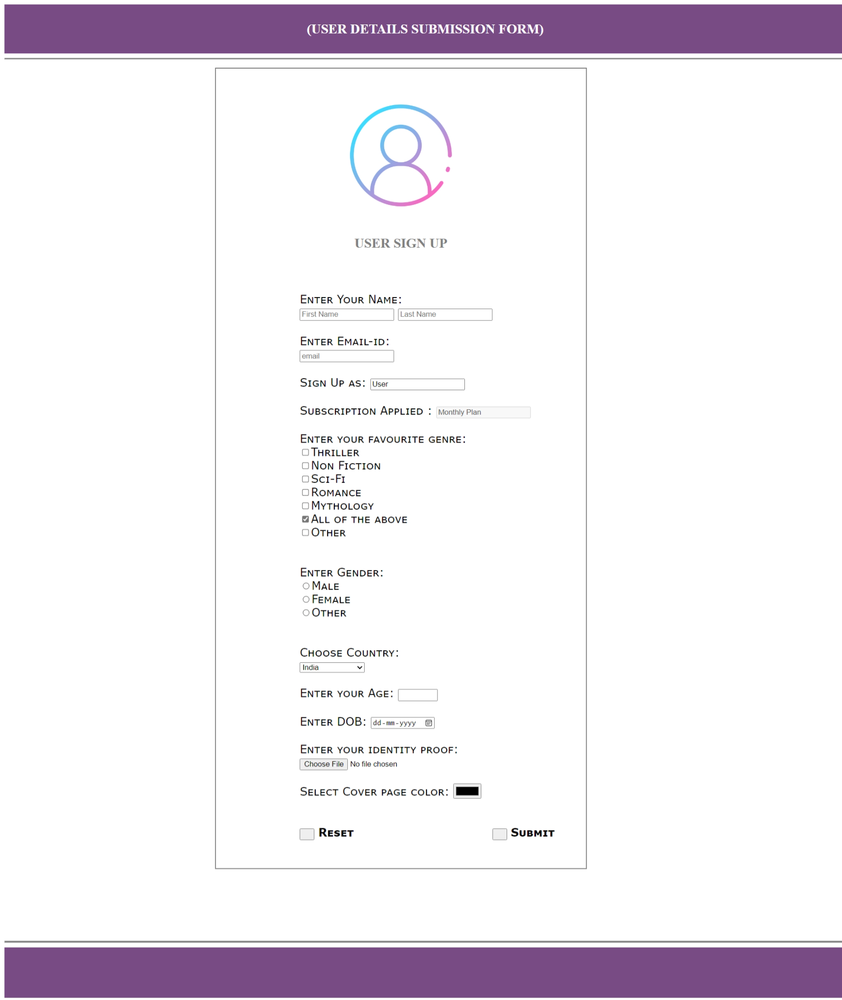 (USER DETAILS SUBMISSION FORM)
USER SIGN UP
Enter Your Name:
First Name Last Name
Enter Email-id:
email
Sign Up as: User
Subscription Applied : Monthly Plan
Enter your favourite genre:
Thriller
Non Fiction
Sci-Fi
Romance
Mythology
All of the above
Other
Enter Gender:
Male
Female
Other
Choose Country:
India
Enter your Age:
Enter DOB: dd-mm-yyyy
Enter your identity proof:
Choose File No file chosen
Select Cover page color:
Reset Submit